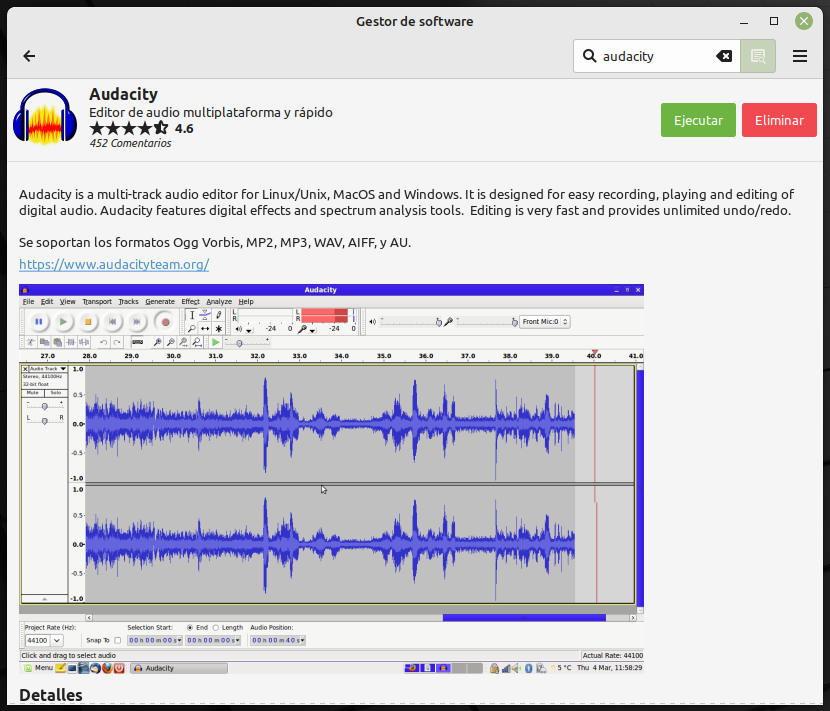 Gestor de software
audacity
Audacity
Editor de audio multiplataforma y rápido
4.6
452 Comentarios
Ejecutar
Eliminar
Audacity is a multi-track audio editor for Linux/Unix, MacOS and Windows. It is designed for easy recording, playing and editing of
digital audio. Audacity features digital effects and spectrum analysis tools.  Editing is very fast and provides unlimited undo/redo.
Se soportan los formatos Ogg Vorbis, MP2, MP3, WAV, AIFF, y AU.
https://www.audacityteam.org/
Audacity
File Edit View Transport Tracks Generate Effect Analyze Help
L L
R R
-24 0 -24 0
Front Mic:0
27.0 28.0 29.0 30.0 31.0 32.0 33.0 34.0 35.0 36.0 37.0 38.0 39.0 40.0 41.0
Audio Track
Stereo, 44100Hz
32-bit float
Mute Solo
- +
L R
1.0
0.5
0.0
-0.5
-1.0
1.0
0.5
0.0
-0.5
-1.0
Project Rate (Hz): Selection Start: End Length Audio Position:
44100 Snap To 00 h 00 m 00 s 00 h 00 m 00 s 00 h 00 m 40 s
Click and drag to select audio Actual Rate: 44100
Menu Audacity 5 °C Thu 4 Mar, 11:58:29
Detalles